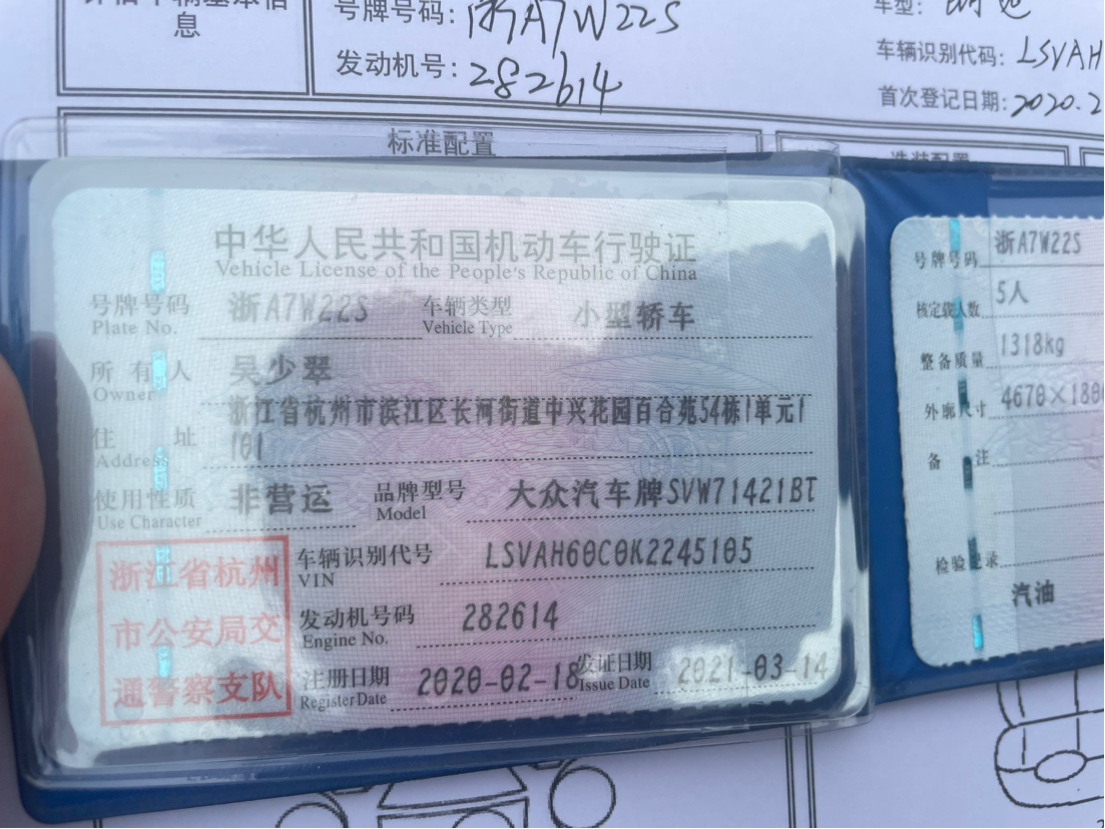 息
号牌号码: 浙A7W22S
发动机号: 282614
车型: 朗逸
车辆识别代码: LSVAH
首次登记日期: 2020.2
标准配置
选装配置
中华人民共和国机动车行驶证
Vehicle License of the People's Republic of China
号牌号码 浙A7W22S 车辆类型 小型轿车
Plate No. Vehicle Type
所有人 吴少翠
Owner
住址 浙江省杭州市滨江区长河街道中兴花园百合苑54栋1单元1
101
Address
使用性质 非营运 品牌型号 大众汽车牌SVW71421BT
Use Character Model
车辆识别代号 LSVAH60C0K2245105
VIN
发动机号码 282614
Engine No.
注册日期 2020-02-18 发证日期 2021-03-14
Register Date Issue Date
浙江省杭州
市公安局交
通警察支队
号牌号码 浙A7W22S
核定载人数 5人
整备质量 1318kg
外廓尺寸 4670×180
备注
检验记录
汽油